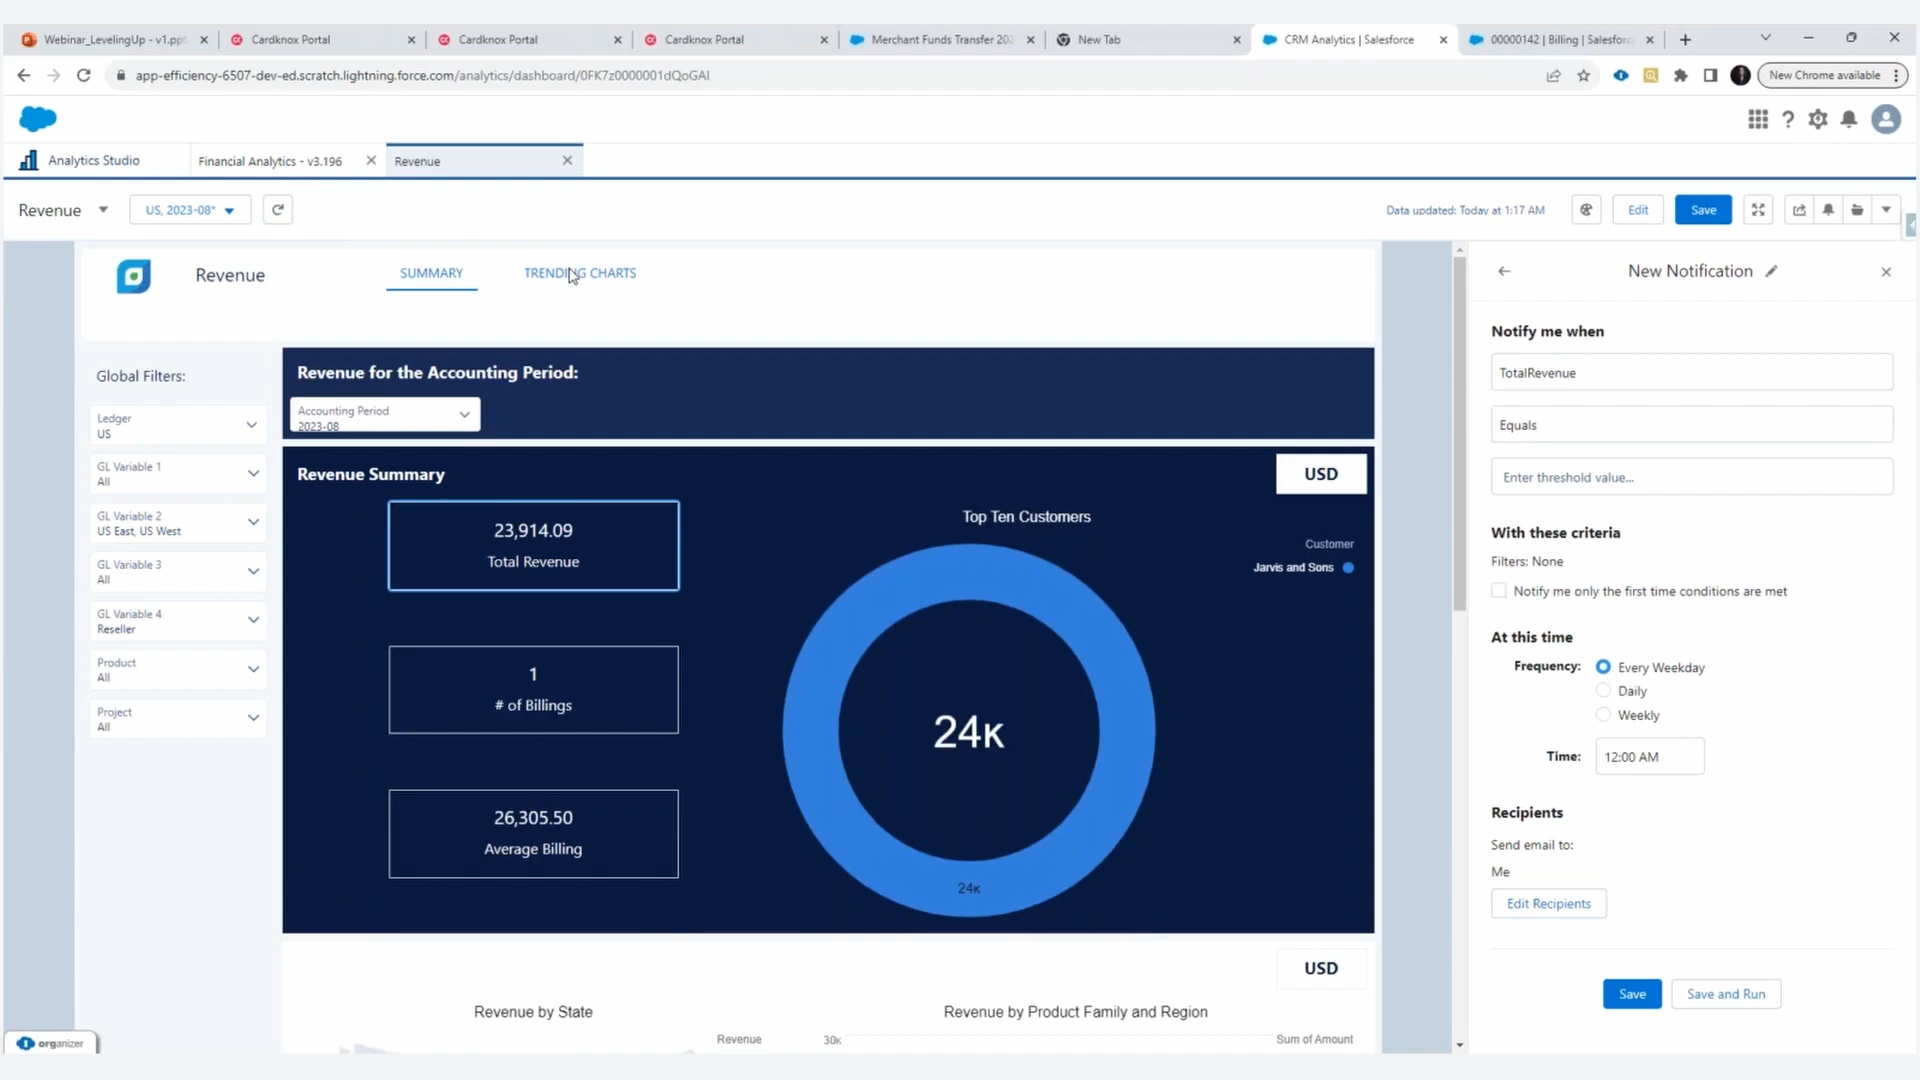 Webinar_LevelingUp - v1.ppt
Cardknox Portal
Cardknox Portal
Cardknox Portal
Merchant Funds Transfer 202
New Tab
CRM Analytics | Salesforce
00000142 | Billing | Salesforc
app-efficiency-6507-dev-ed.scratch.lightning.force.com/analytics/dashboard/0FK7z0000001dQoGAI
New Chrome available
Analytics Studio
Financial Analytics - v3.196
Revenue
Revenue
US, 2023-08*
Data updated: Today at 1:17 AM
Edit
Save
Revenue
SUMMARY
TRENDING CHARTS
Global Filters:
Ledger
US
GL Variable 1
All
GL Variable 2
US East, US West
GL Variable 3
All
GL Variable 4
Reseller
Product
All
Project
All
Revenue for the Accounting Period:
Accounting Period
2023-08
Revenue Summary
USD
23,914.09
Total Revenue
1
# of Billings
26,305.50
Average Billing
Top Ten Customers
Customer
Jarvis and Sons
24K
24K
USD
Revenue by State
Revenue
Revenue by Product Family and Region
30K
Sum of Amount
New Notification
Notify me when
TotalRevenue
Equals
Enter threshold value...
With these criteria
Filters: None
Notify me only the first time conditions are met
At this time
Frequency:
Every Weekday
Daily
Weekly
Time:
12:00 AM
Recipients
Send email to:
Me
Edit Recipients
Save
Save and Run
organizer